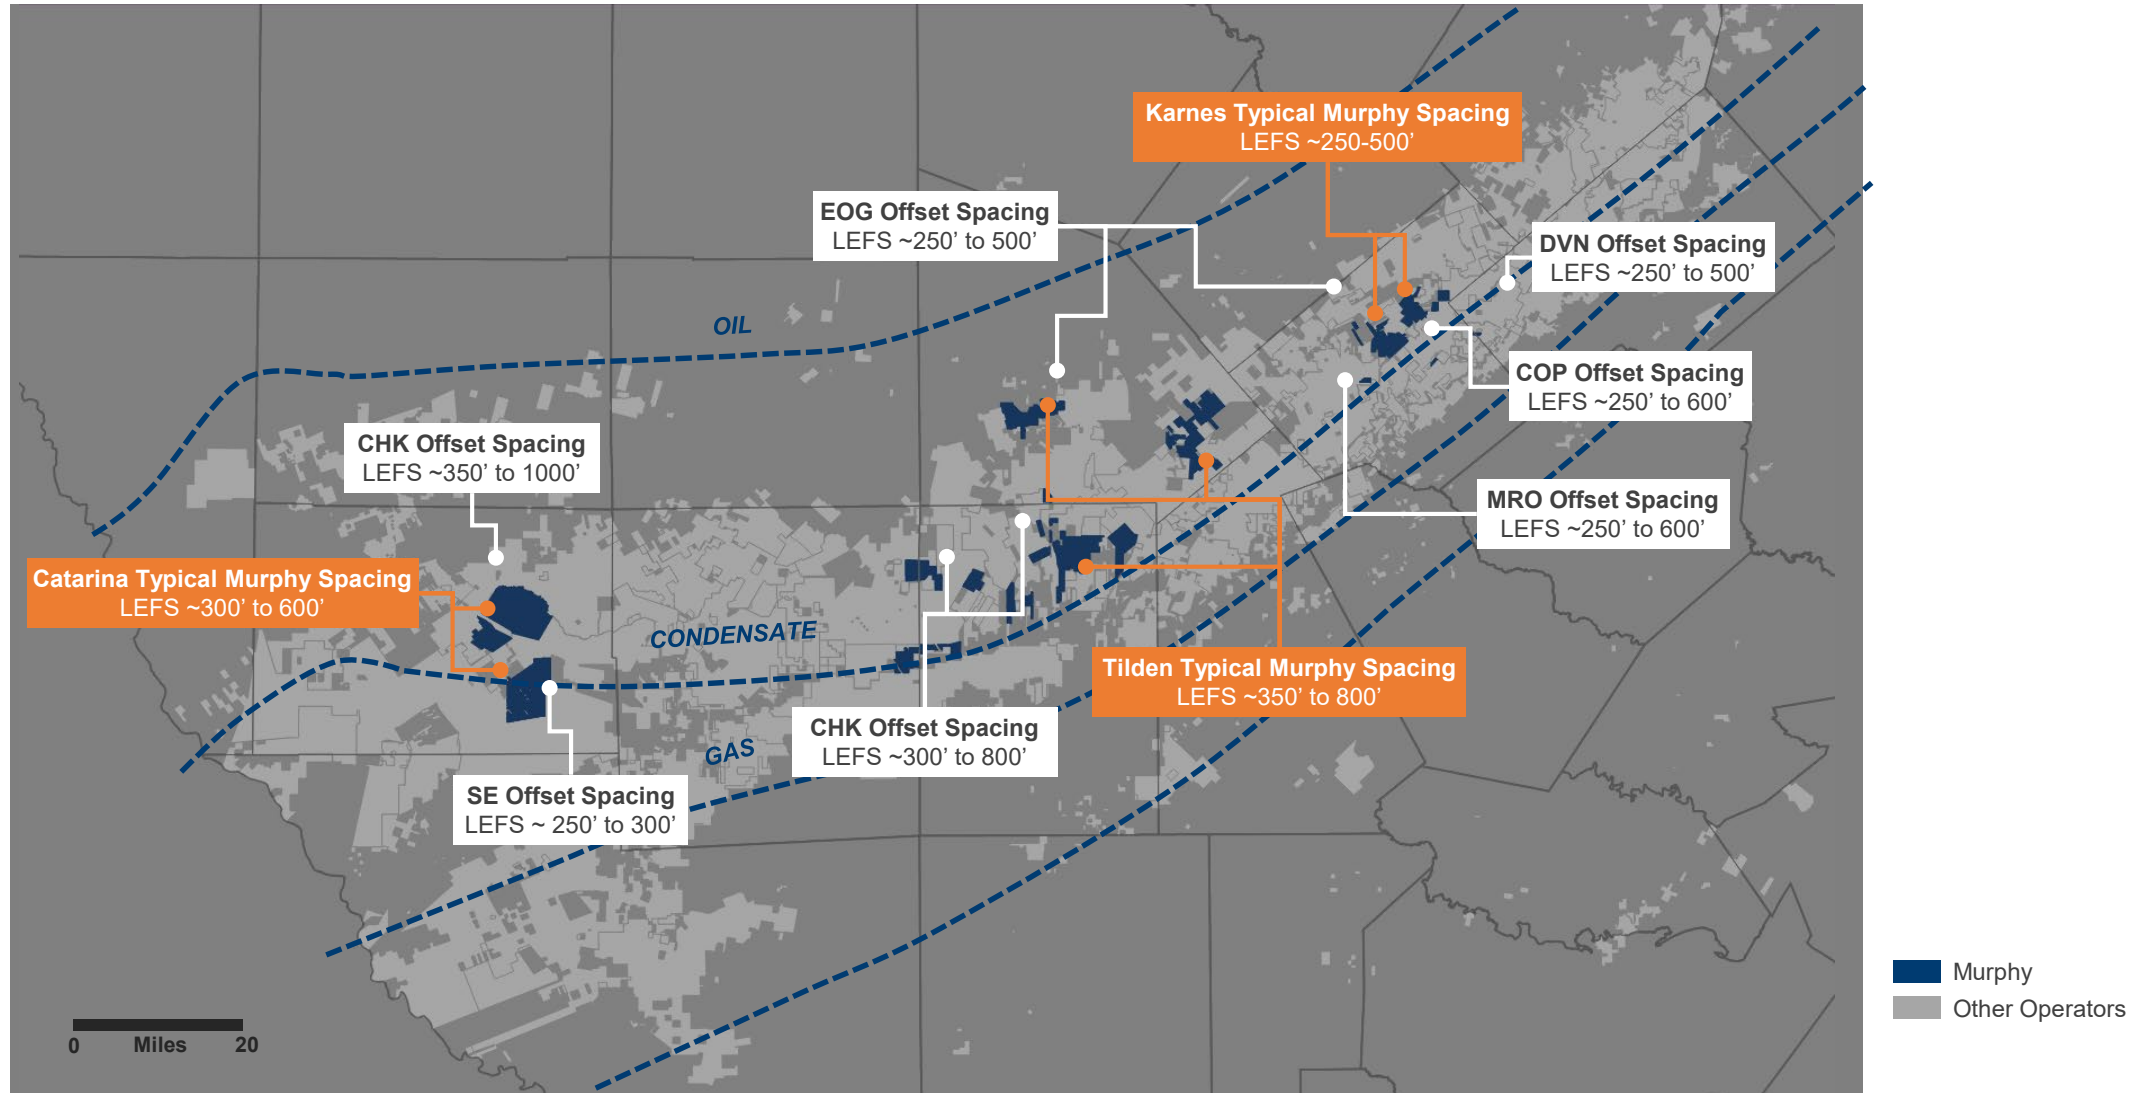 Karnes Typical Murphy Spacing
LEFS ~250-500’
EOG Offset Spacing
LEFS ~250’ to 500’
DVN Offset Spacing
LEFS ~250’ to 500’
OIL
COP Offset Spacing
LEFS ~250’ to 600’
CHK Offset Spacing
LEFS ~350’ to 1000’
MRO Offset Spacing
LEFS ~250’ to 600’
Catarina Typical Murphy Spacing
LEFS ~300’ to 600’
CONDENSATE
Tilden Typical Murphy Spacing
LEFS ~350’ to 800’
CHK Offset Spacing
LEFS ~300’ to 800’
GAS
SE Offset Spacing
LEFS ~ 250’ to 300’
Murphy
Other Operators
0 Miles 20